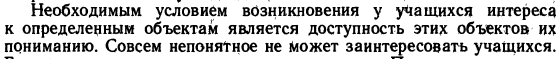 Необходимым условием возникновения у учащихся интереса
к определенным объектам является доступность этих объектов их
пониманию. Совсем непонятное не может заинтересовать учащихся.